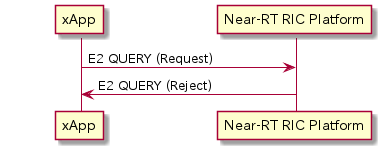 xApp Near-RT RIC Platform
E2 QUERY (Request)
E2 QUERY (Reject)
xApp Near-RT RIC Platform